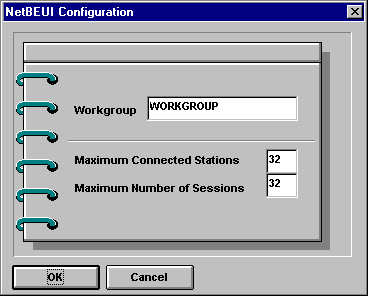 NetBEUI Configuration
Workgroup WORKGROUP
Maximum Connected Stations 32
Maximum Number of Sessions 32
OK Cancel